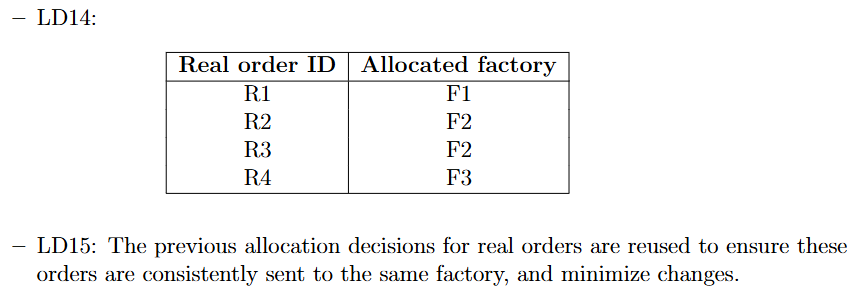 – LD14:
Real order ID Allocated factory
R1 F1
R2 F2
R3 F2
R4 F3
– LD15: The previous allocation decisions for real orders are reused to ensure these
orders are consistently sent to the same factory, and minimize changes.